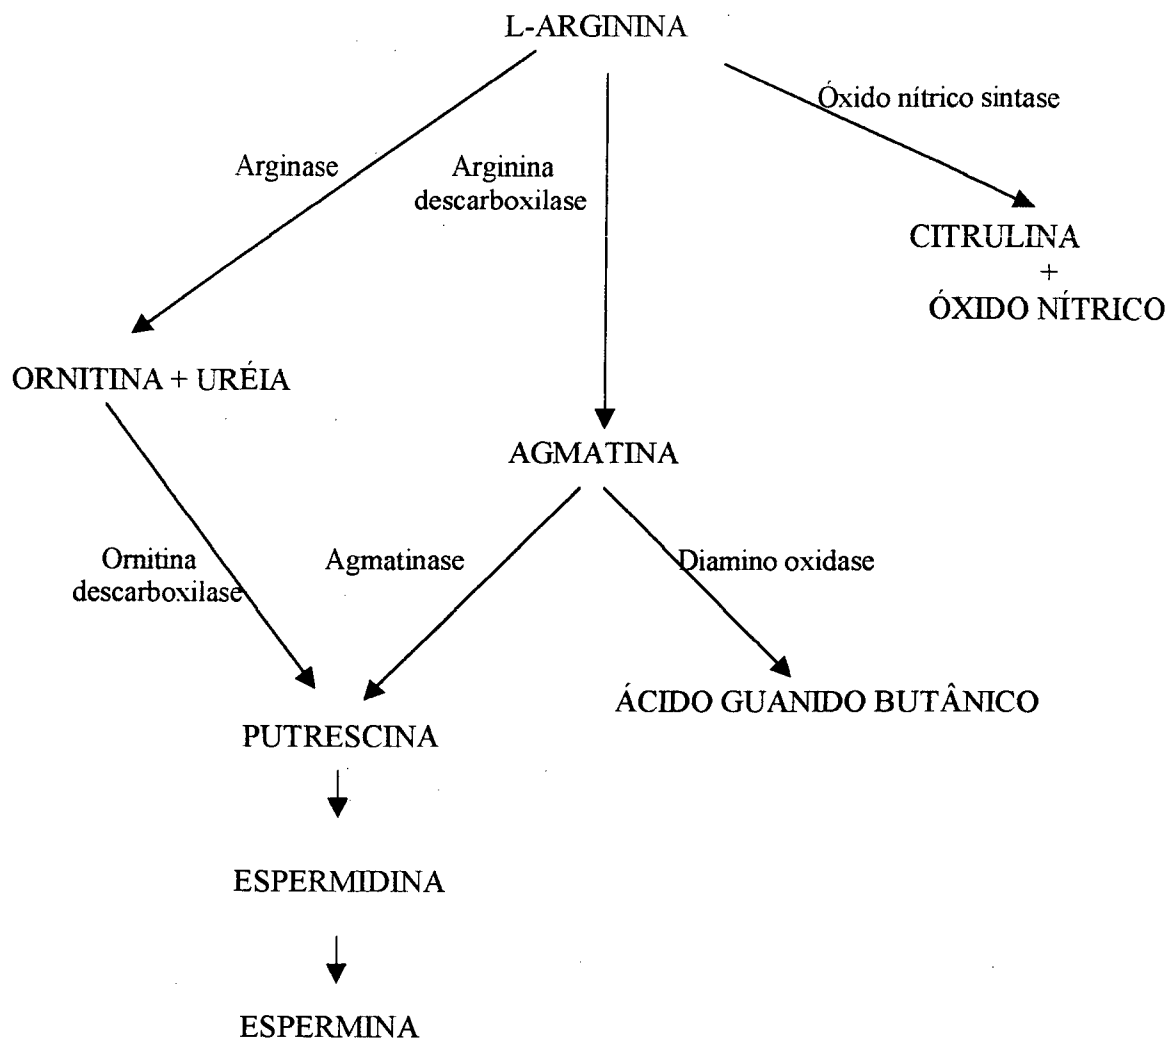 L-ARGININA
Óxido nítrico sintase
Arginase
Arginina
descarboxilase
CITRULINA
+
ÓXIDO NÍTRICO
ORNITINA + URÉIA
AGMATINA
Ornitina
descarboxilase
Agmatinase
Diamino oxidase
ÁCIDO GUANIDO BUTÂNICO
PUTRESCINA
ESPERMIDINA
ESPERMINA